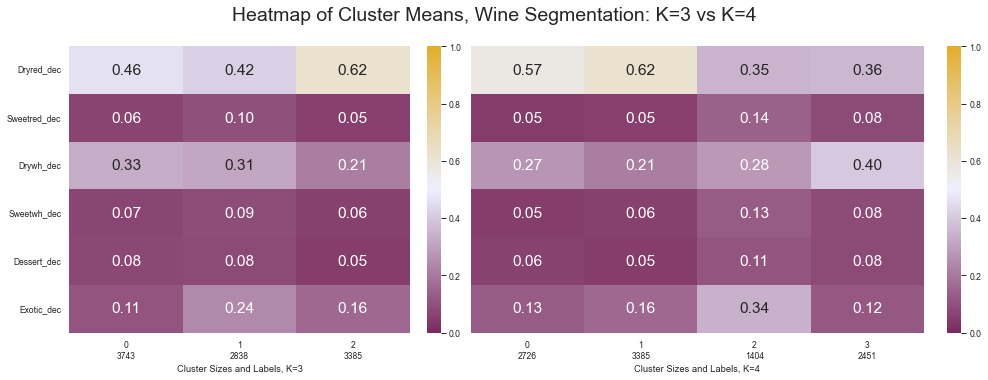 Heatmap of Cluster Means, Wine Segmentation: K=3 vs K=4
Dryred_dec 0.46 0.42 0.62
Sweetred_dec 0.06 0.10 0.05
Drywh_dec 0.33 0.31 0.21
Sweetwh_dec 0.07 0.09 0.06
Dessert_dec 0.08 0.08 0.05
Exotic_dec 0.11 0.24 0.16
0 1 2
3743 2838 3385
Cluster Sizes and Labels, K=3
1.0
0.8
0.6
0.4
0.2
0.0
0.57 0.62 0.35 0.36
0.05 0.05 0.14 0.08
0.27 0.21 0.28 0.40
0.05 0.06 0.13 0.08
0.06 0.05 0.11 0.08
0.13 0.16 0.34 0.12
0 1 2 3
2726 3385 1404 2451
Cluster Sizes and Labels, K=4
1.0
0.8
0.6
0.4
0.2
0.0